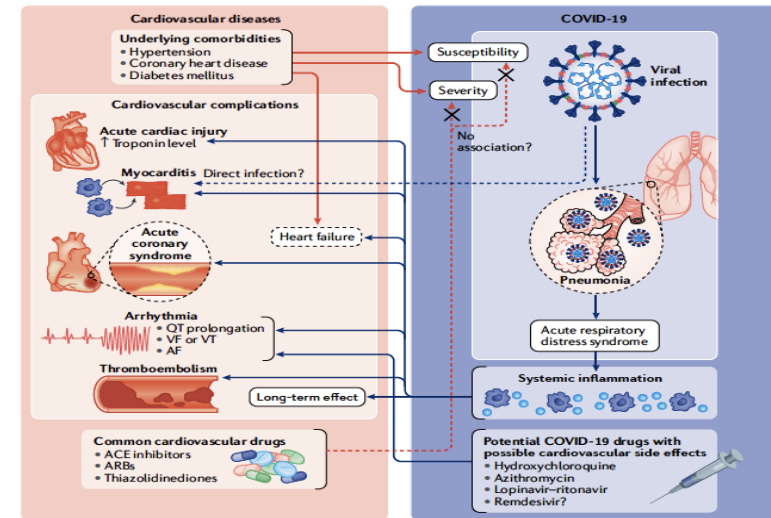 Cardiovascular diseases
Underlying comorbidities
• Hypertension
• Coronary heart disease
• Diabetes mellitus
Cardiovascular complications
Acute cardiac injury
↑ Troponin level
Myocarditis Direct infection?
Heart failure
Acute
coronary
syndrome
Arrhythmia
• QT prolongation
• VF or VT
• AF
Thromboembolism
Long-term effect
Common cardiovascular drugs
• ACE inhibitors
• ARBs
• Thiazolidinediones
COVID-19
Susceptibility
Severity
No
association?
Viral
infection
Pneumonia
Acute respiratory
distress syndrome
Systemic inflammation
Potential COVID-19 drugs with
possible cardiovascular side effects
• Hydroxychloroquine
• Azithromycin
• Lopinavir–ritonavir
• Remdesivir?